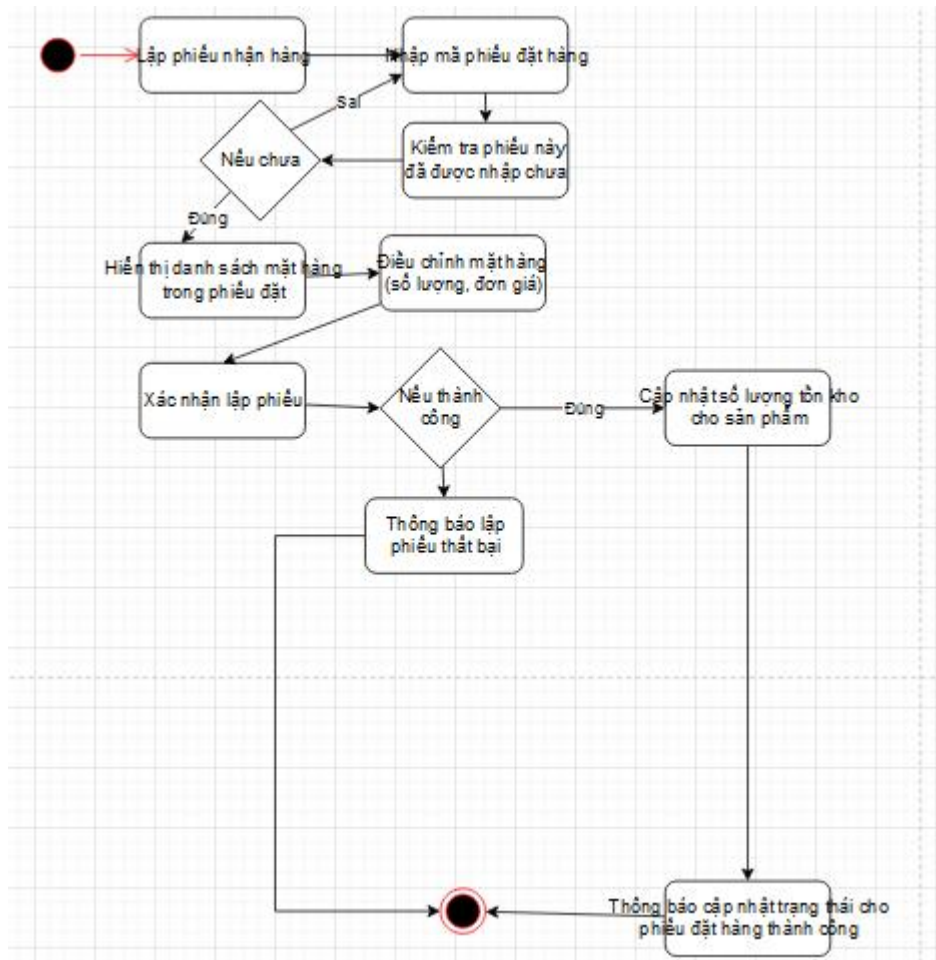 Lập phiếu nhận hàng
Nhập mã phiếu đặt hàng
Sai
Nếu chưa
Kiểm tra phiếu này
đã được nhập chưa
Đúng
Hiển thị danh sách mặt hàng
trong phiếu đặt
Điều chỉnh mặt hàng
(số lượng, đơn giá)
Xác nhận lập phiếu
Nếu thành
công
Đúng
Cập nhật số lượng tồn kho
cho sản phẩm
Thông báo lập
phiếu thất bại
Thông báo cập nhật trạng thái cho
phiếu đặt hàng thành công